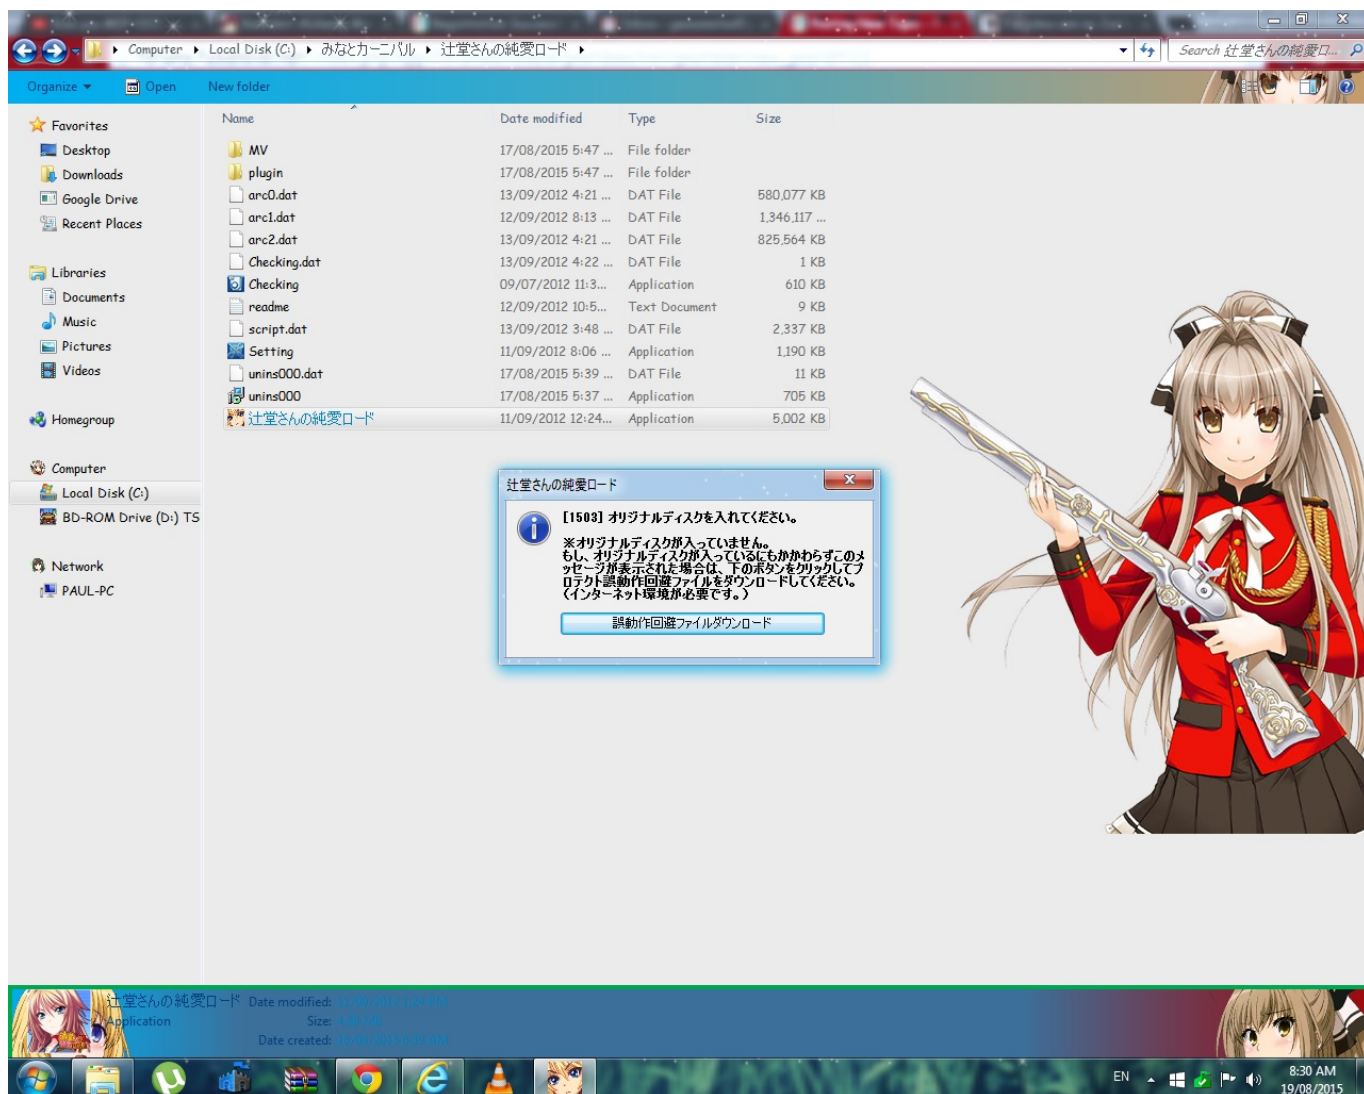 Computer ▸ Local Disk (C:) ▸ みなとカーニバル ▸ 辻堂さんの純愛ロード ▸
Search 辻堂さんの純愛ロ...
Organize Open New folder
Name Date modified Type Size
Favorites
Desktop
Downloads
Google Drive
Recent Places
Libraries
Documents
Music
Pictures
Videos
Homegroup
Computer
Local Disk (C:)
BD-ROM Drive (D:) TS
Network
PAUL-PC
MV 17/08/2015 5:47 ... File folder
plugin 17/08/2015 5:47 ... File folder
arc0.dat 13/09/2012 4:21 ... DAT File 580,077 KB
arc1.dat 12/09/2012 8:13 ... DAT File 1,346,117 ...
arc2.dat 13/09/2012 4:21 ... DAT File 825,564 KB
Checking.dat 13/09/2012 4:22 ... DAT File 1 KB
Checking 09/07/2012 11:3... Application 610 KB
readme 12/09/2012 10:5... Text Document 9 KB
script.dat 13/09/2012 3:48 ... DAT File 2,337 KB
Setting 11/09/2012 8:06 ... Application 1,190 KB
unins000.dat 17/08/2015 5:39 ... DAT File 11 KB
unins000 17/08/2015 5:37 ... Application 705 KB
辻堂さんの純愛ロード 11/09/2012 12:24... Application 5,002 KB
辻堂さんの純愛ロード
[1503] オリジナルディスクを入れてください。
※オリジナルディスクが入っていません。
もし、オリジナルディスクが入っているにもかかわらずこのメ
ッセージが表示された場合は、下のボタンをクリックしてプ
ロテクト誤動作回避ファイルをダウンロードしてください。
（インターネット環境が必要です。）
誤動作回避ファイルダウンロード
辻堂さんの純愛ロード Date modified:
Application Size:
Date created:
EN
8:30 AM
19/08/2015